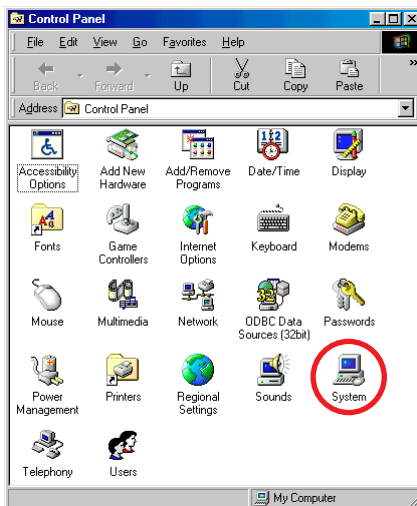 Control Panel
File Edit View Go Favorites Help
Back Forward Up Cut Copy Paste »
Address Control Panel
Accessibility Options
Add New Hardware
Add/Remove Programs
Date/Time
Display
Fonts
Game Controllers
Internet Options
Keyboard
Modems
Mouse
Multimedia
Network
ODBC Data Sources (32bit)
Passwords
Power Management
Printers
Regional Settings
Sounds
System
Telephony
Users
My Computer